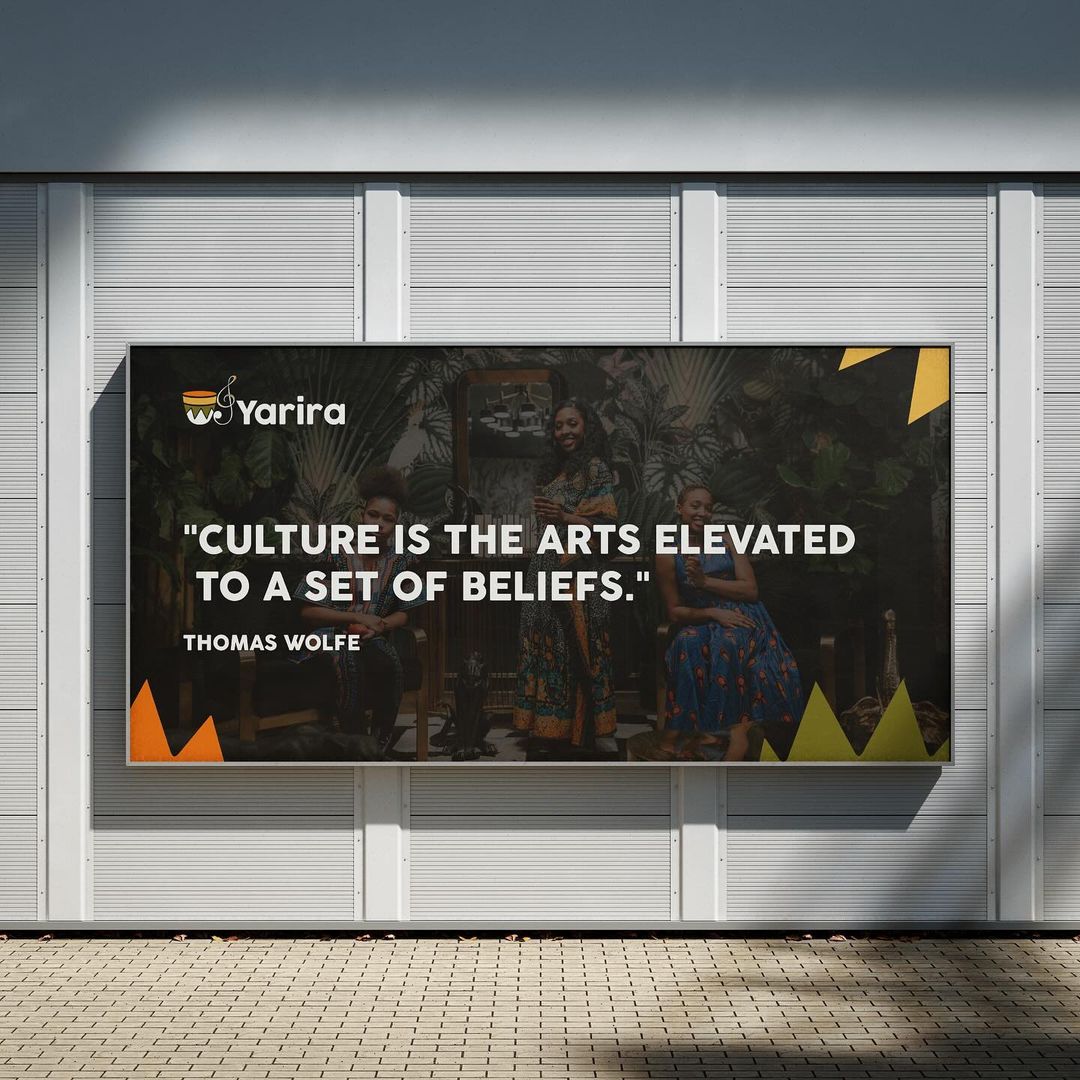 Yarira
"CULTURE IS THE ARTS ELEVATED
TO A SET OF BELIEFS."
THOMAS WOLFE